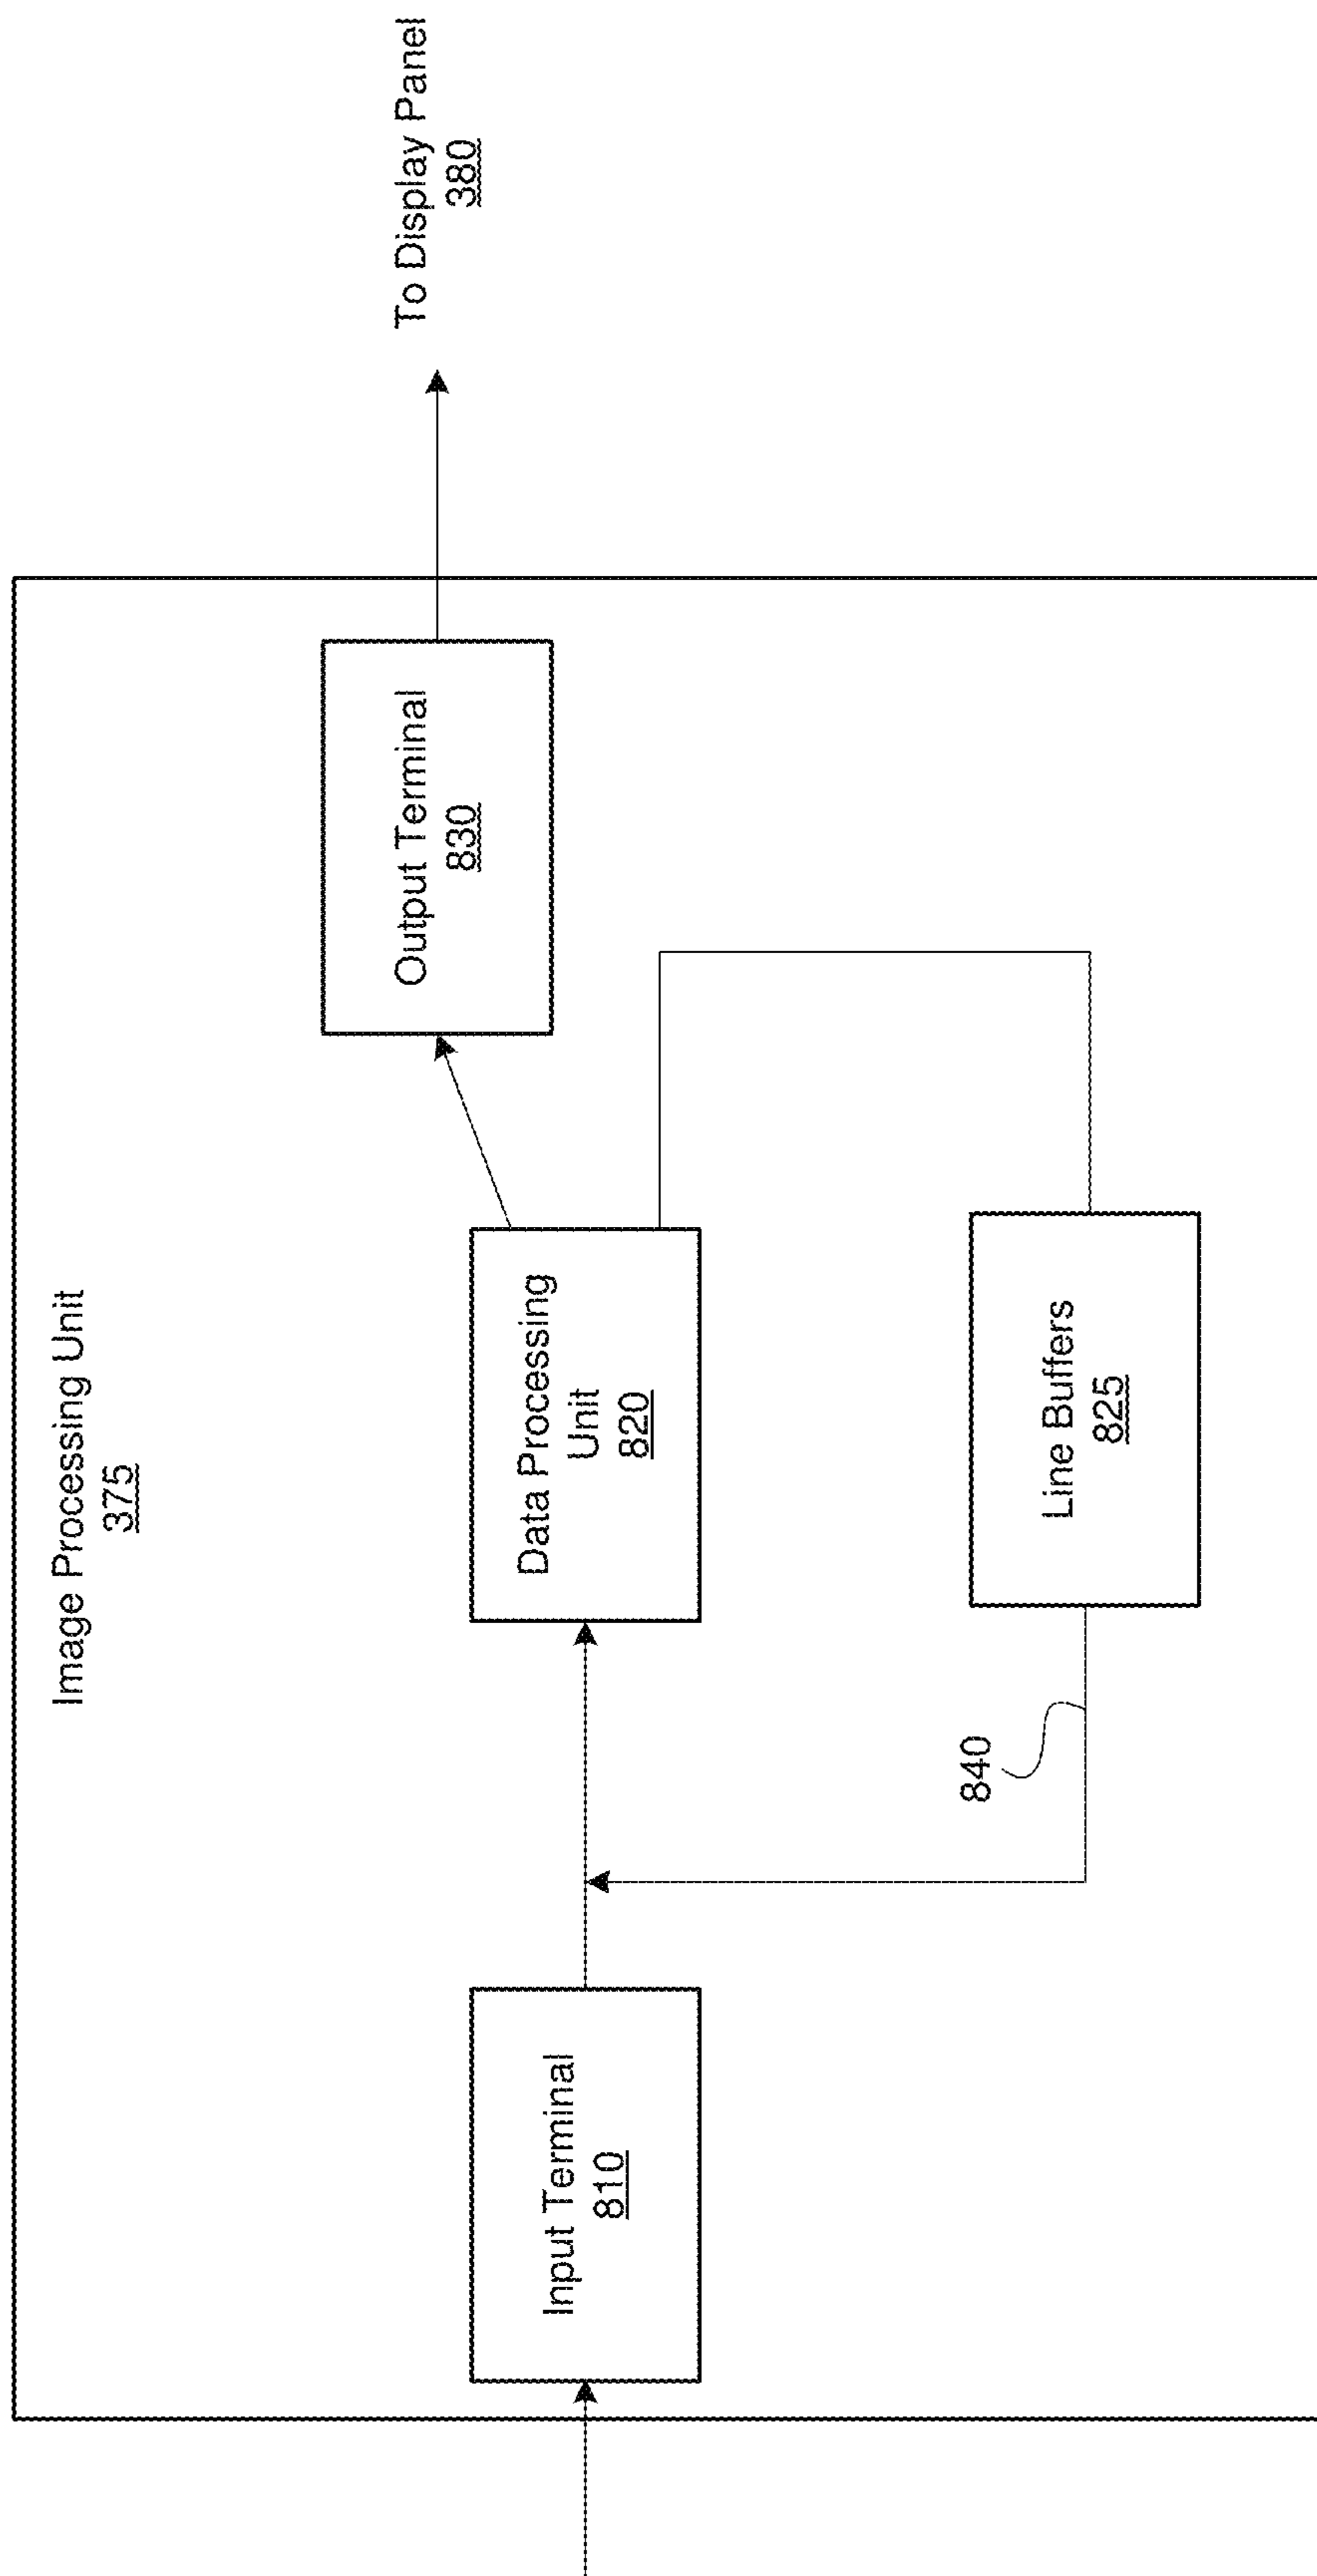 Image Processing Unit
375
Input Terminal
810
Data Processing
Unit
820
Output Terminal
830
To Display Panel
380
840
Line Buffers
825